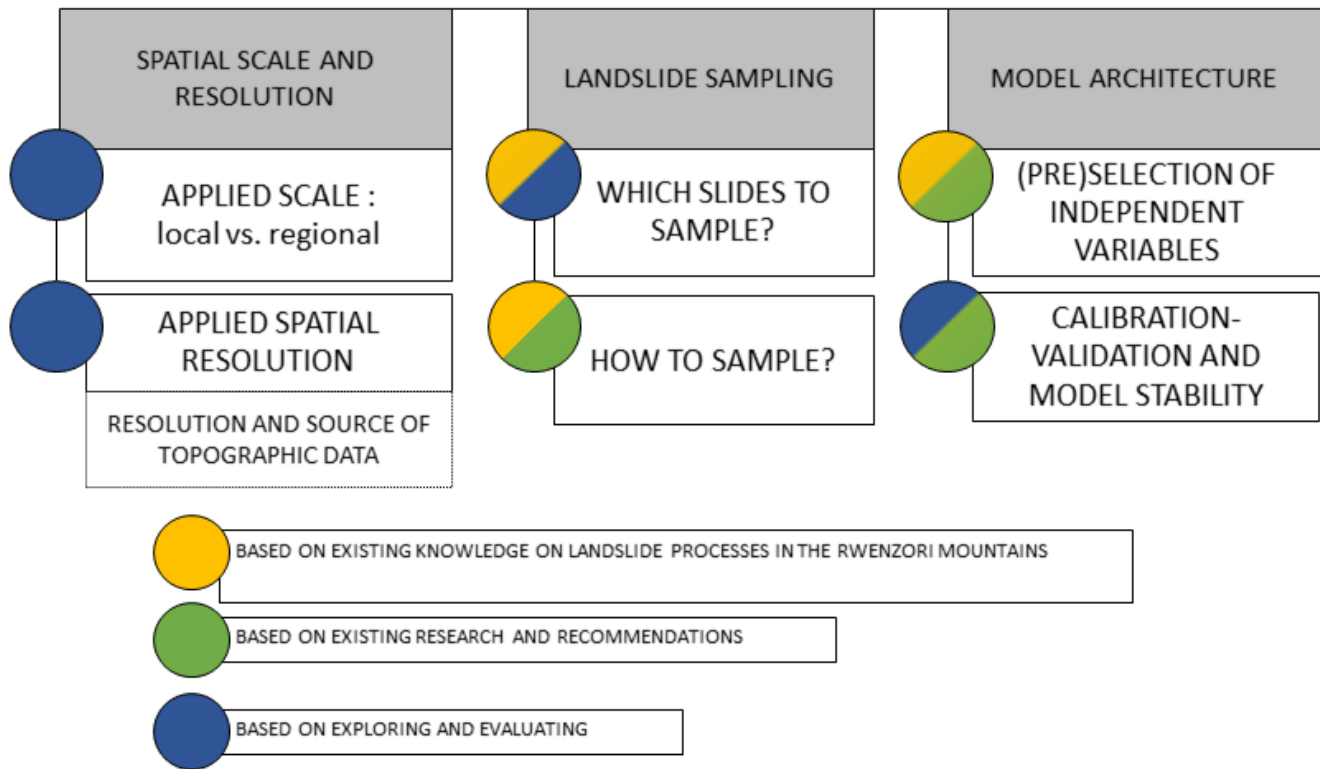 SPATIAL SCALE AND
RESOLUTION
APPLIED SCALE :
local vs. regional
APPLIED SPATIAL
RESOLUTION
RESOLUTION AND SOURCE OF
TOPOGRAPHIC DATA
LANDSLIDE SAMPLING
WHICH SLIDES TO
SAMPLE?
HOW TO SAMPLE?
MODEL ARCHITECTURE
(PRE)SELECTION OF
INDEPENDENT
VARIABLES
CALIBRATION-
VALIDATION AND
MODEL STABILITY
BASED ON EXISTING KNOWLEDGE ON LANDSLIDE PROCESSES IN THE RWENZORI MOUNTAINS
BASED ON EXISTING RESEARCH AND RECOMMENDATIONS
BASED ON EXPLORING AND EVALUATING